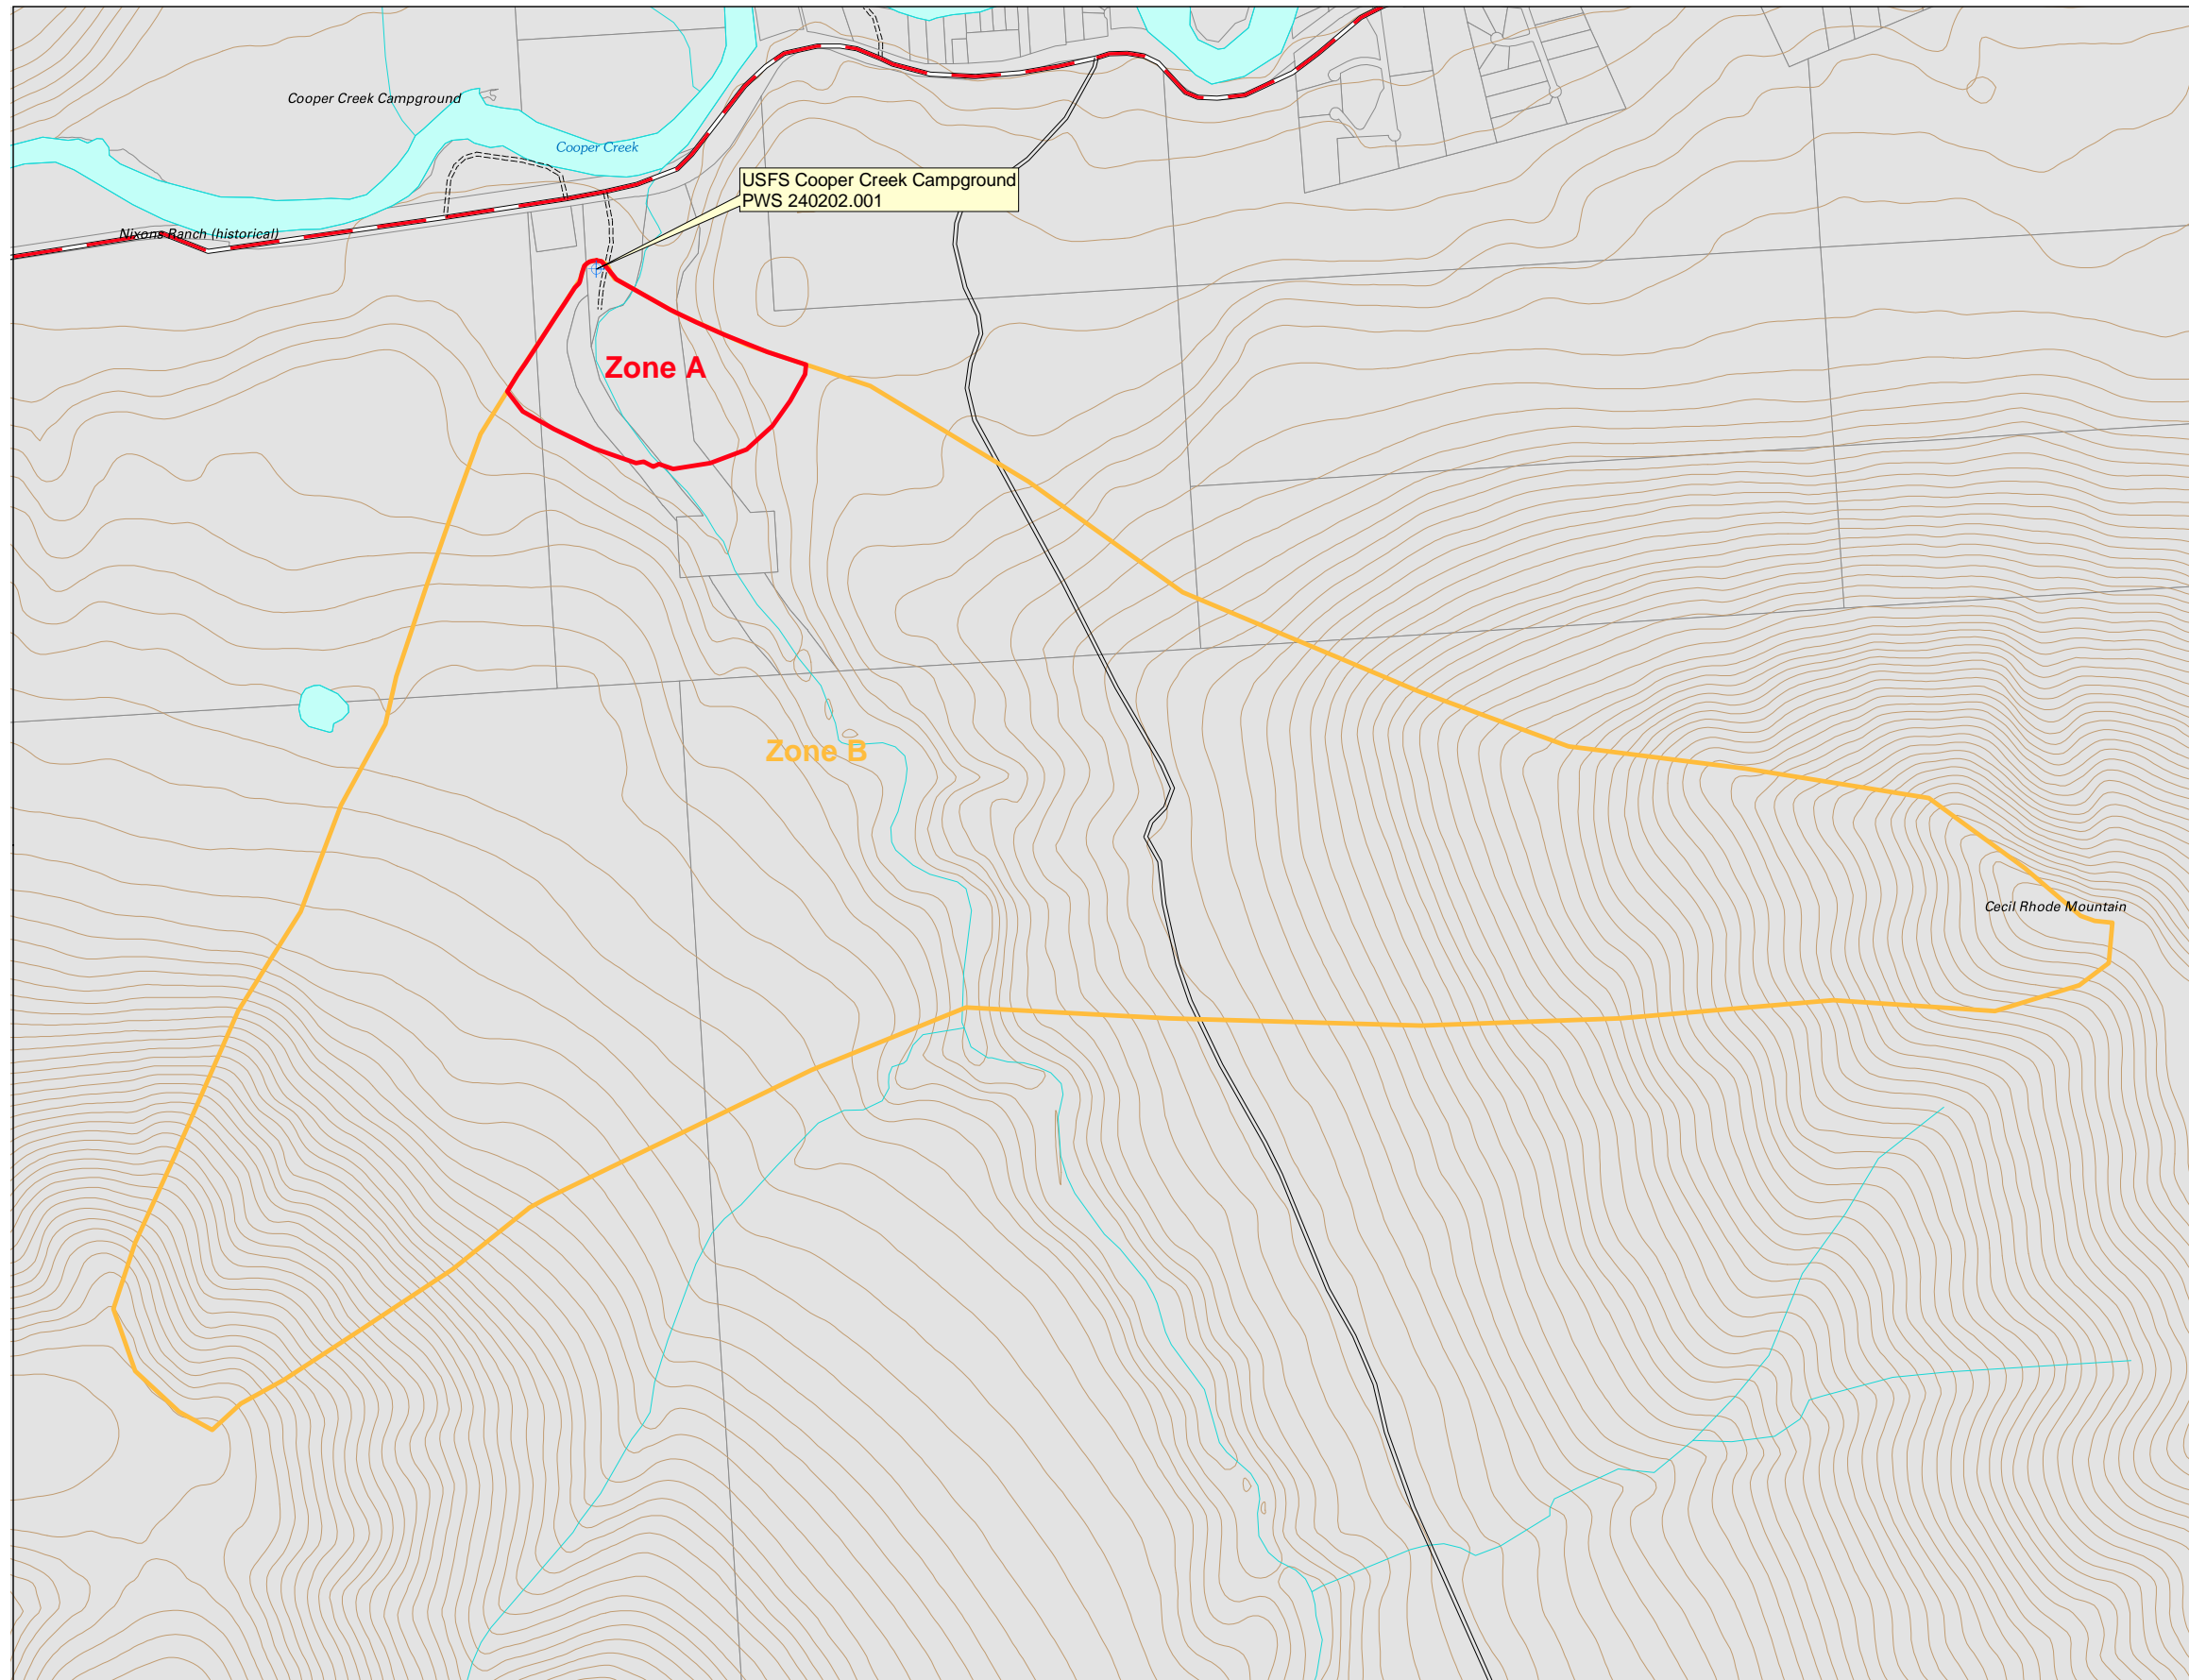 Cooper Creek Campground
Cooper Creek
USFS Cooper Creek Campground
PWS 240202.001
Nixons Ranch (historical)
Zone A
Zone B
Cecil Rhode Mountain